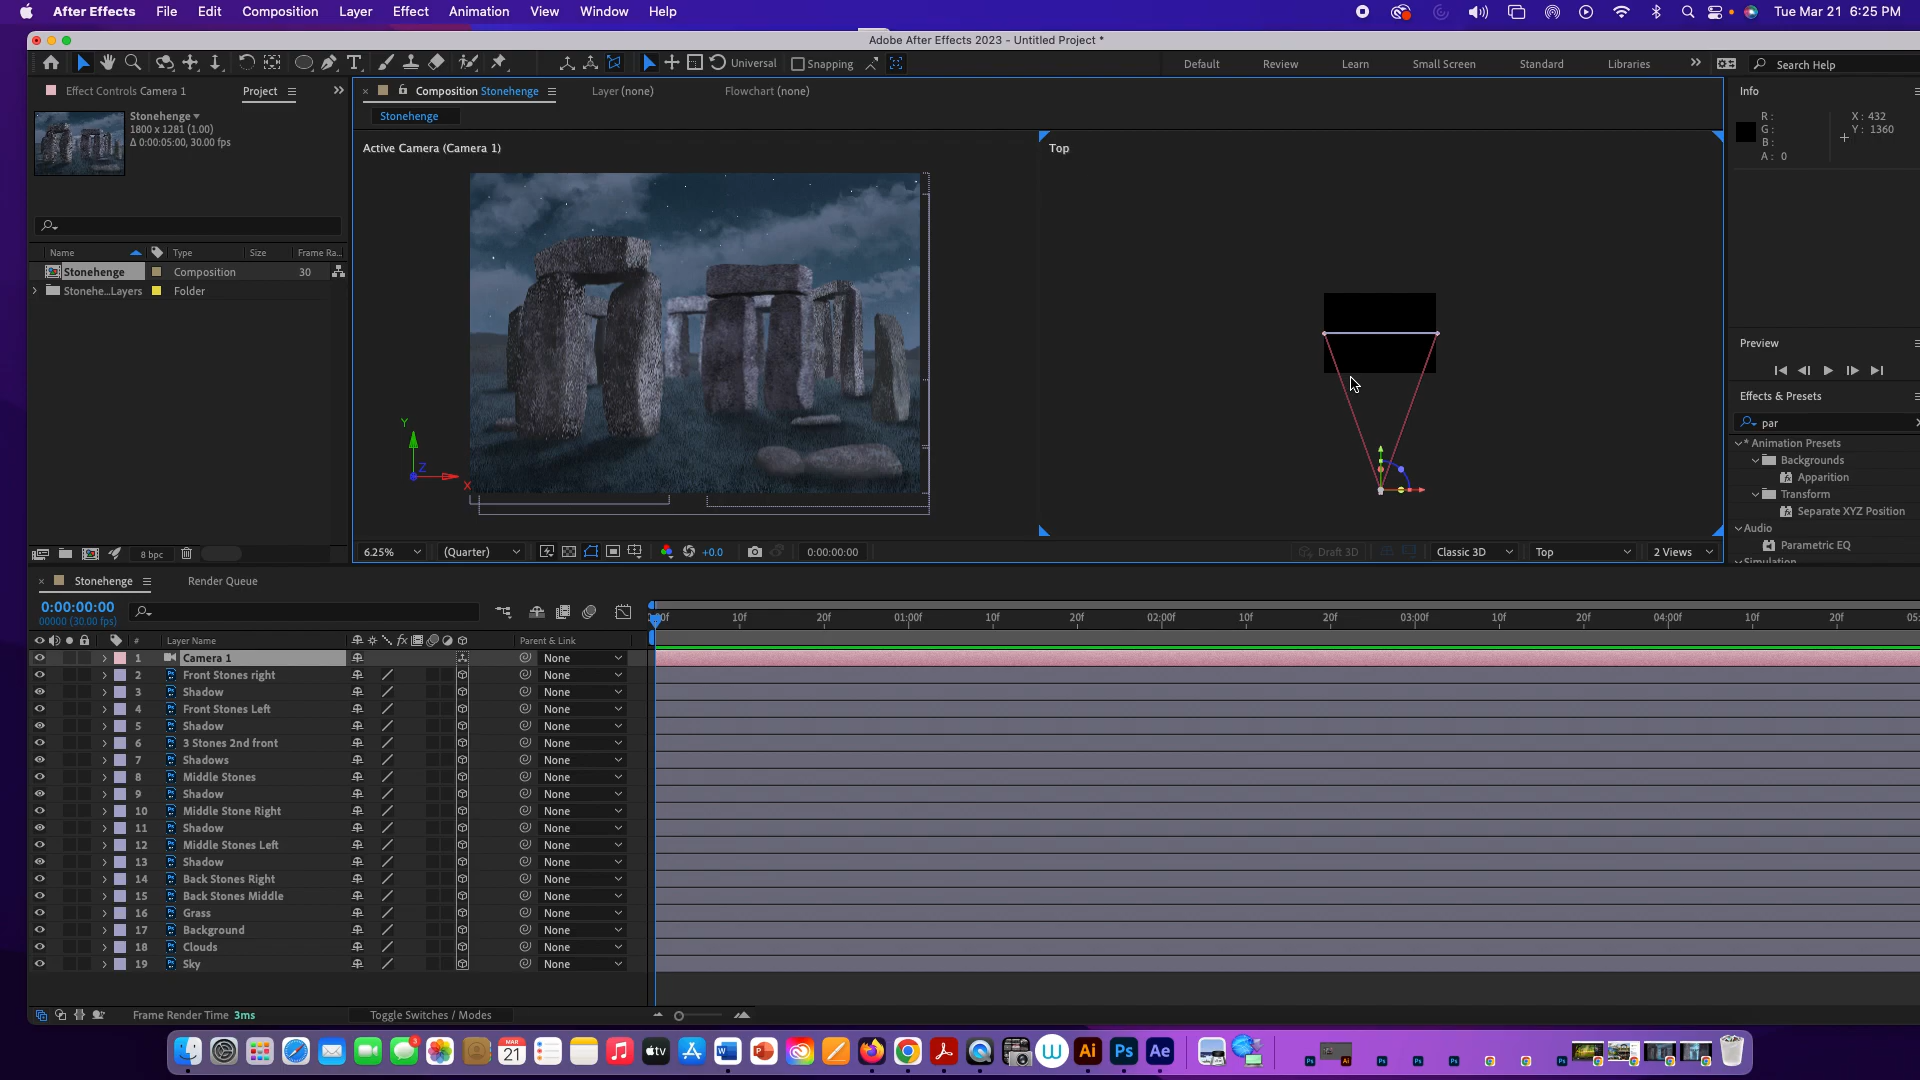 After Effects File Edit Composition Layer Effect Animation View Window Help Tue Mar 21 6:25 PM
Adobe After Effects 2023 - Untitled Project *
Universal Snapping Default Review Learn Small Screen Standard Libraries Search Help
Effect Controls Camera 1 Project Composition Stonehenge Layer (none) Flowchart (none) Info
Stonehenge
1800 x 1281 (1.00)
Δ 0:00:05:00, 30.00 fps
Stonehenge
R:
G:
B:
A: 0
X: 432
Y: 1360
Active Camera (Camera 1) Top
Name Type Size Frame Ra...
Stonehenge Composition 30
Stonehe...Layers Folder
Y
Z
X
Preview
Effects & Presets
par
* Animation Presets
Backgrounds
Apparition
Transform
Separate XYZ Position
Audio
Parametric EQ
Simulation
8 bpc
6.25% (Quarter) +0.0 0:00:00:00 Draft 3D Classic 3D Top 2 Views
Stonehenge Render Queue
0:00:00:00
00000 (30.00 fps)
:00f 10f 20f 01:00f 10f 20f 02:00f 10f 20f 03:00f 10f 20f 04:00f 10f 20f 05:
# Layer Name fx Parent & Link
1 Camera 1 None
2 Front Stones right None
3 Shadow None
4 Front Stones Left None
5 Shadow None
6 3 Stones 2nd front None
7 Shadows None
8 Middle Stones None
9 Shadow None
10 Middle Stone Right None
11 Shadow None
12 Middle Stones Left None
13 Shadow None
14 Back Stones Right None
15 Back Stones Middle None
16 Grass None
17 Background None
18 Clouds None
19 Sky None
Frame Render Time 3ms Toggle Switches / Modes
3
MAR
21
tv
W
P
W
Ai
Ps
Ae